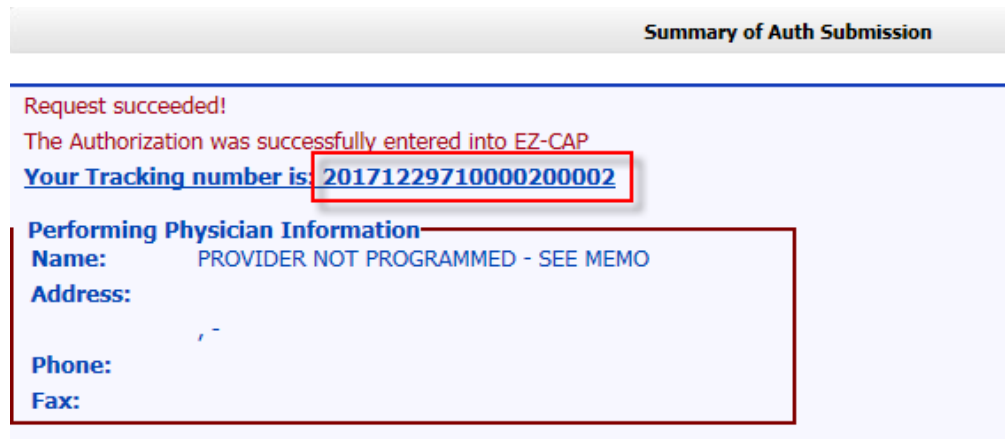 Summary of Auth Submission
Request succeeded!
The Authorization was successfully entered into EZ-CAP
Your Tracking number is: 20171229710000200002
Performing Physician Information
Name: PROVIDER NOT PROGRAMMED - SEE MEMO
Address:
, -
Phone:
Fax: